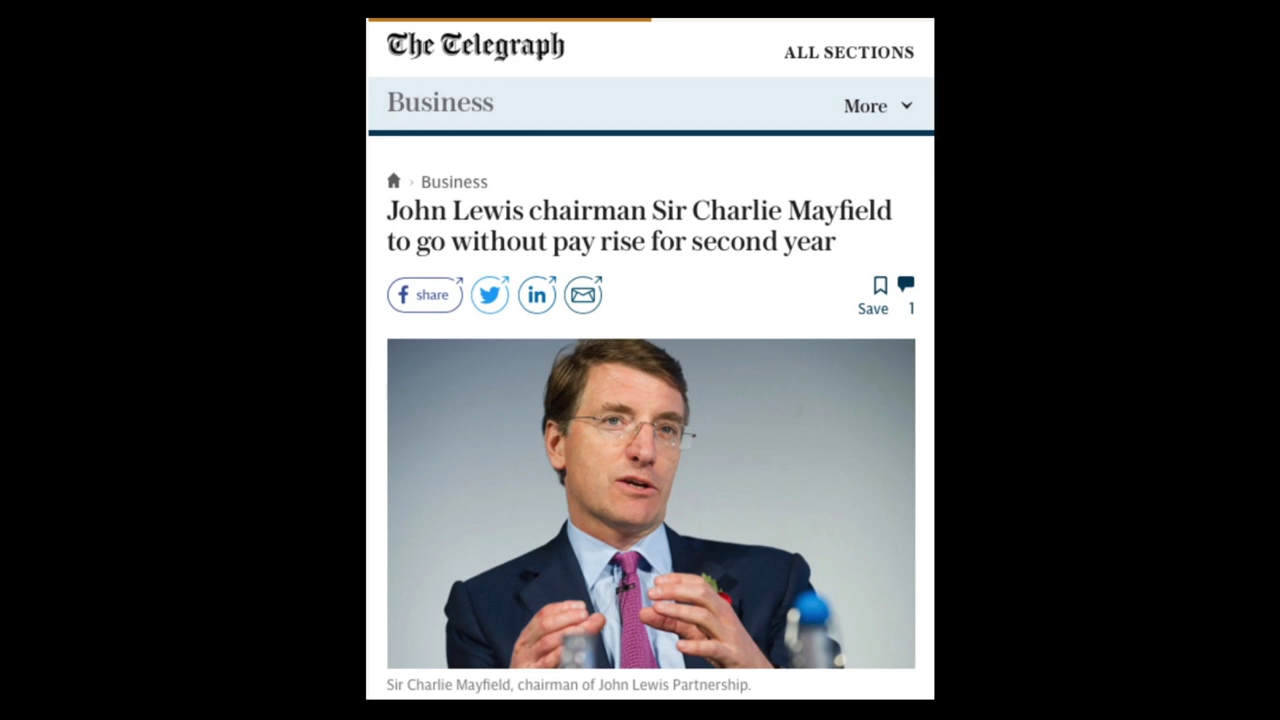 The Telegraph
ALL SECTIONS
Business
More
Business
John Lewis chairman Sir Charlie Mayfield
to go without pay rise for second year
share
Save 1
Sir Charlie Mayfield, chairman of John Lewis Partnership.